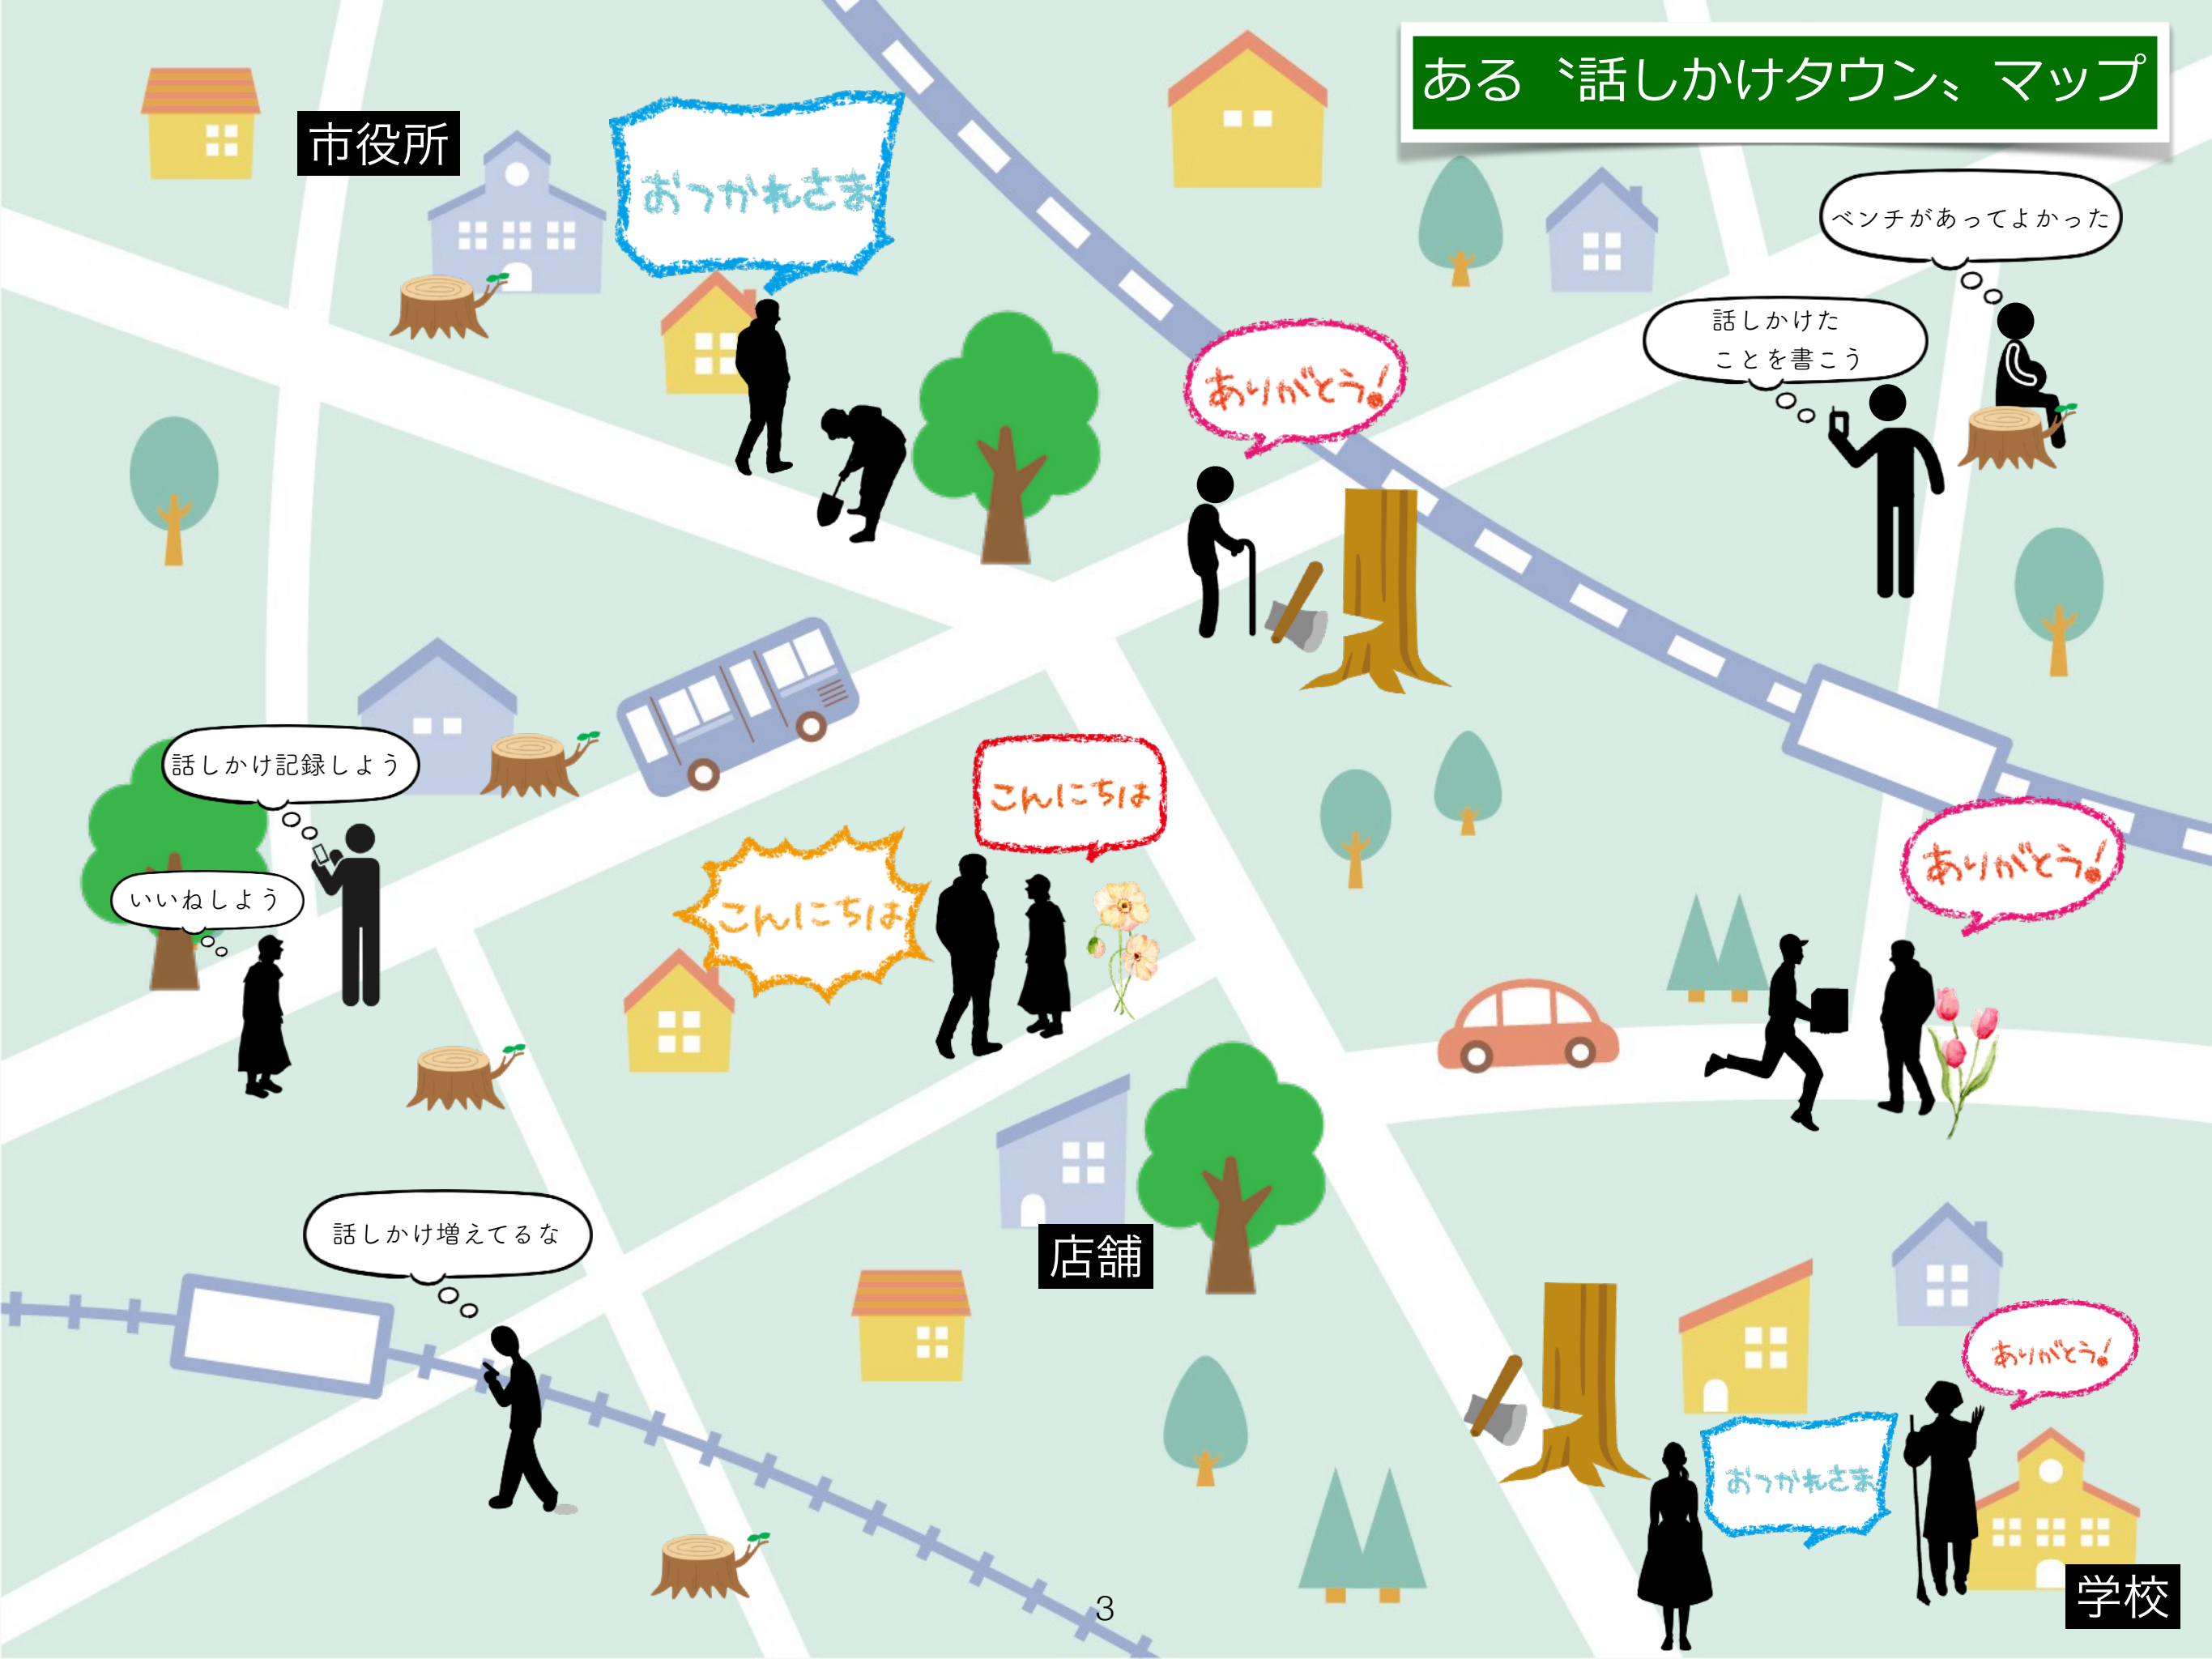 ある〝話しかけタウン〟マップ
市役所
おつかれさま
ベンチがあってよかった
話しかけた
ことを書こう
ありがとう!
話しかけ記録しよう
いいねしよう
こんにちは
こんにちは
ありがとう!
話しかけ増えてるな
店舗
ありがとう!
おつかれさま
学校
3